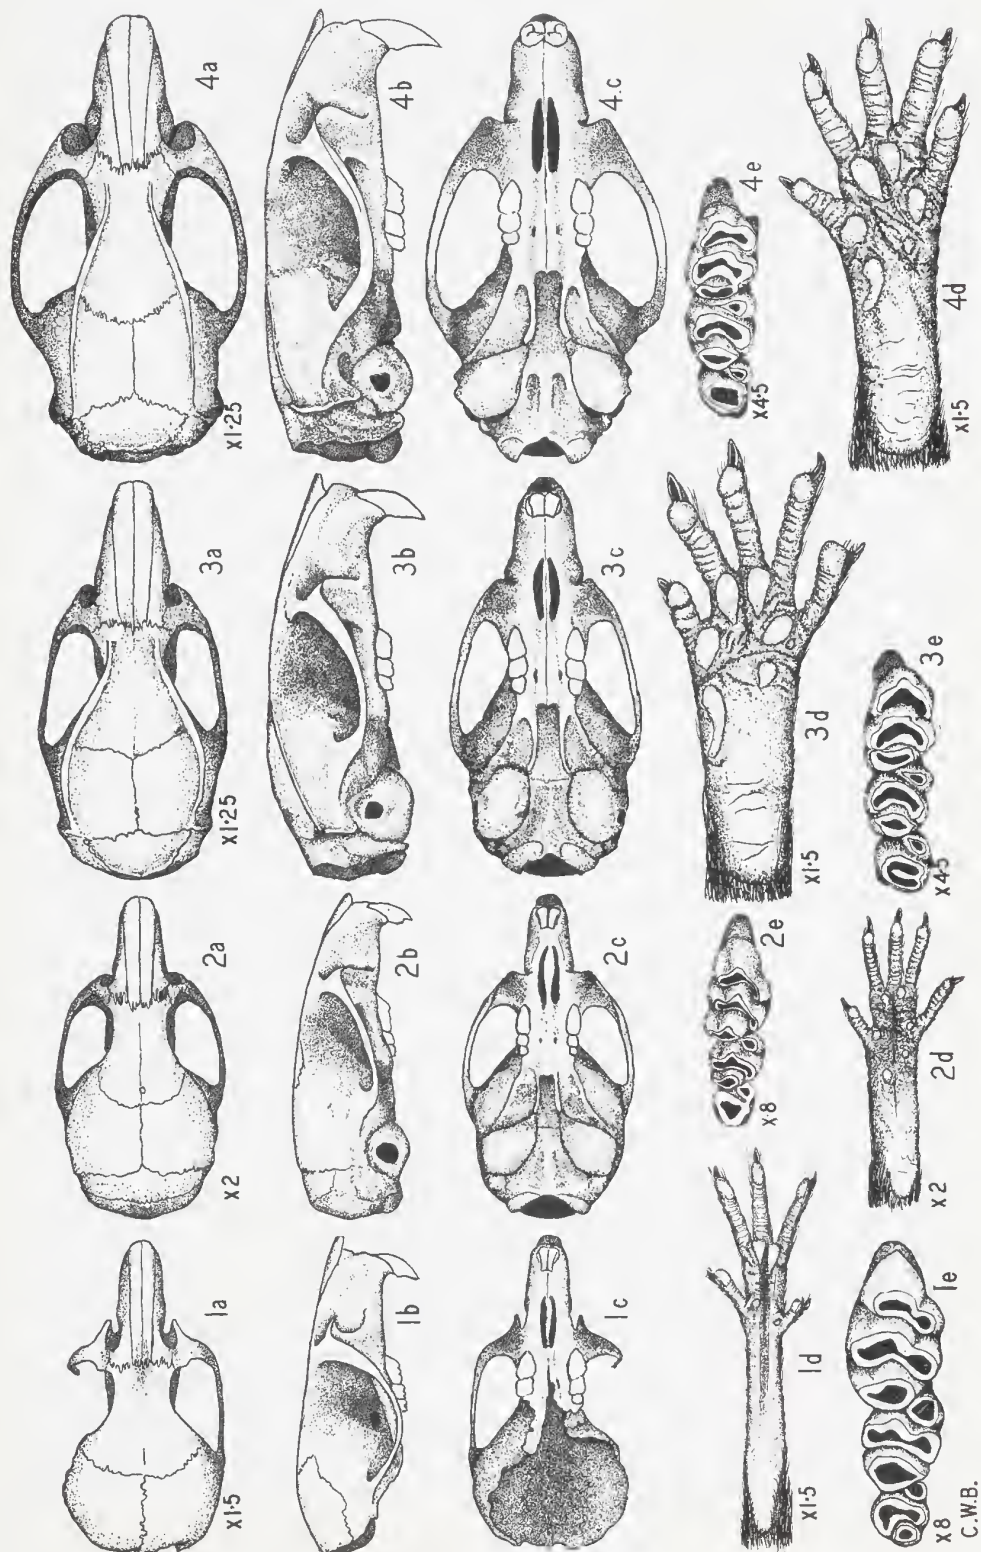 1a 2a 3a 4a
x1·5 x2 x1·25 x1·25
1b 2b 3b 4b
1c 2c 3c 4.c
2e 4e
x8 x4·5
1d 3d
x1·5 x1·5
1e 2d 3e 4d
x8 x2 x4·5 x1·5
C.W.B.